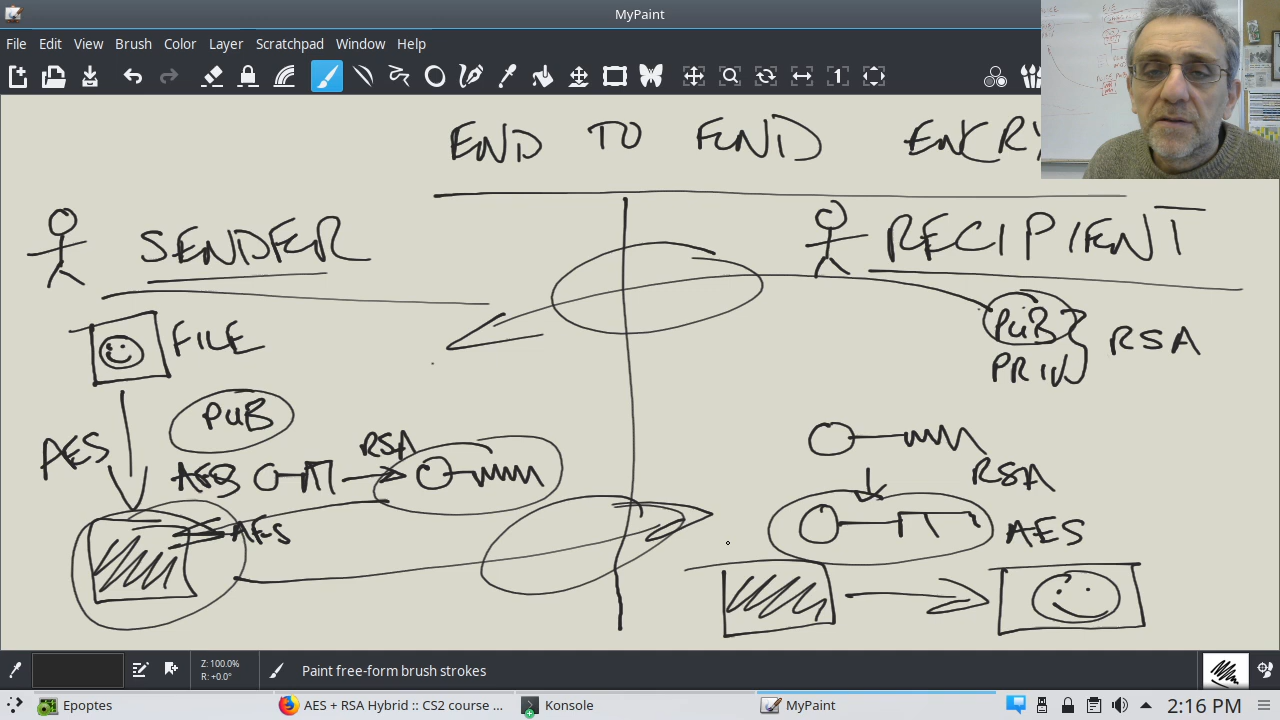 MyPaint
File Edit View Brush Color Layer Scratchpad Window Help
END TO END ENCRY
SENDER
RECIPIENT
FILE
PUB
PRIV
RSA
PUB
AES
AES
RSA
AES
RSA
AES
Z: 100.0%
R: +0.0°
Paint free-form brush strokes
Epoptes
AES + RSA Hybrid :: CS2 course ...
Konsole
MyPaint
2:16 PM